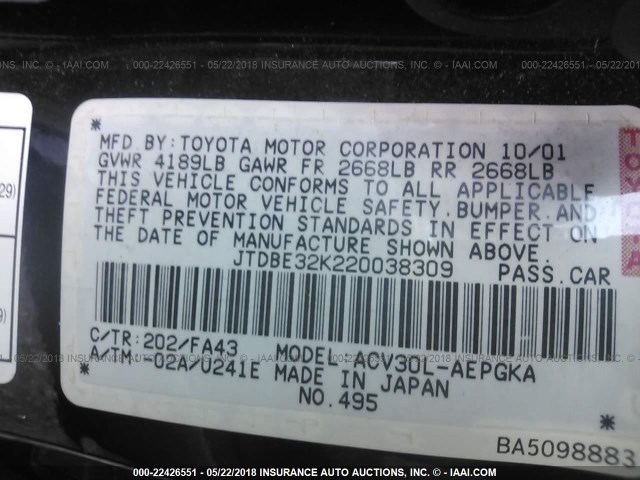 000-22426551 - 05/22/2018 INSURANCE AUTO AUCTIONS, INC. - © IAAI.COM
MFD BY: TOYOTA MOTOR CORPORATION 10/01
GVWR 4189LB GAWR FR 2668LB RR 2668LB
THIS VEHICLE CONFORMS TO ALL APPLICABLE
FEDERAL MOTOR VEHICLE SAFETY, BUMPER, AND
THEFT PREVENTION STANDARDS IN EFFECT ON
THE DATE OF MANUFACTURE SHOWN ABOVE.
JTDBE32K220038309 PASS.CAR
C/TR:202/FA43 MODEL:ACV30L-AEPGKA
A/TM:-02A/U241E MADE IN JAPAN
NO.495
BA5098883
29)
9)
000-22426551 - 05/22/2018 INSURANCE AUTO AUCTIONS, INC. - © IAAI.COM